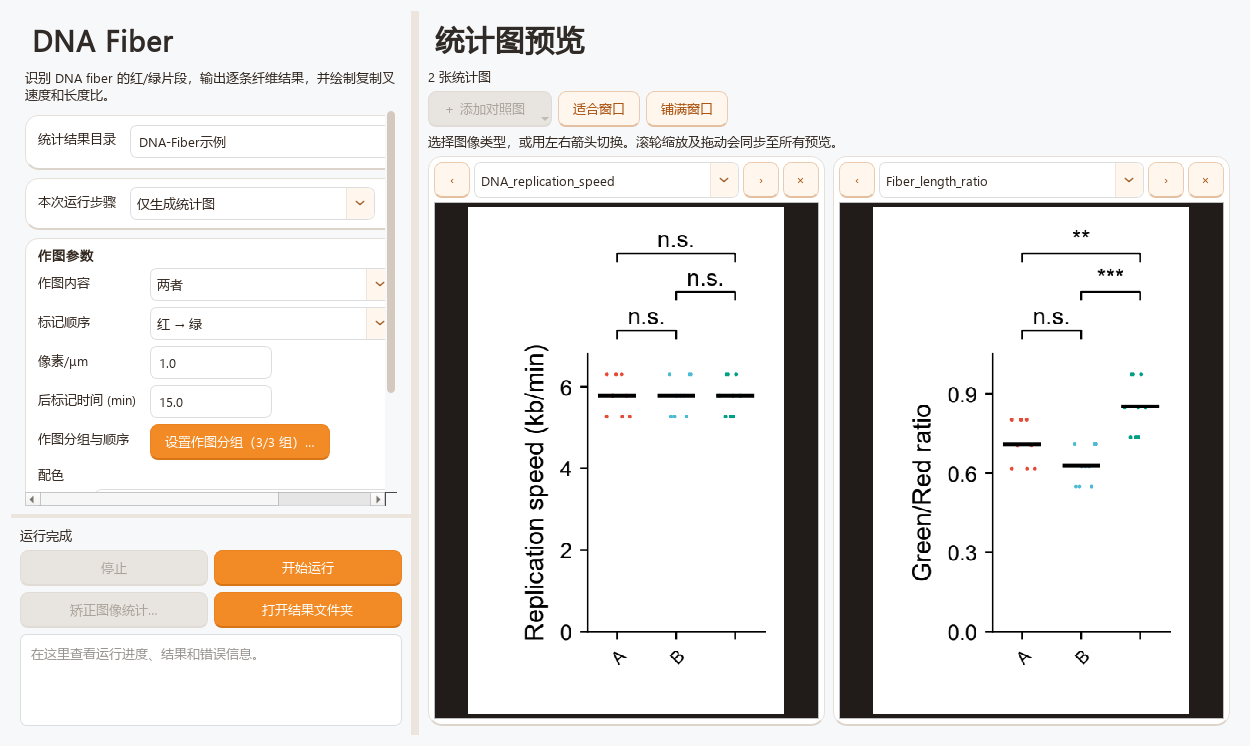 DNA Fiber
识别 DNA fiber 的红/绿片段，输出逐条纤维结果，并绘制复制叉
速度和长度比。
统计结果目录
DNA-Fiber示例
本次运行步骤
仅生成统计图
作图参数
作图内容
两者
标记顺序
红 → 绿
像素/μm
1.0
后标记时间 (min)
15.0
作图分组与顺序
设置作图分组（3/3 组）...
配色
运行完成
停止
开始运行
矫正图像统计...
打开结果文件夹
在这里查看运行进度、结果和错误信息。
统计图预览
2 张统计图
+ 添加对照图
适合窗口
铺满窗口
选择图像类型，或用左右箭头切换。滚轮缩放及拖动会同步至所有预览。
‹
DNA_replication_speed
›
×
n.s.
n.s.
n.s.
Replication speed (kb/min)
6
4
2
0
A
B
‹
Fiber_length_ratio
›
×
**
***
n.s.
Green/Red ratio
0.9
0.6
0.3
0.0
A
B